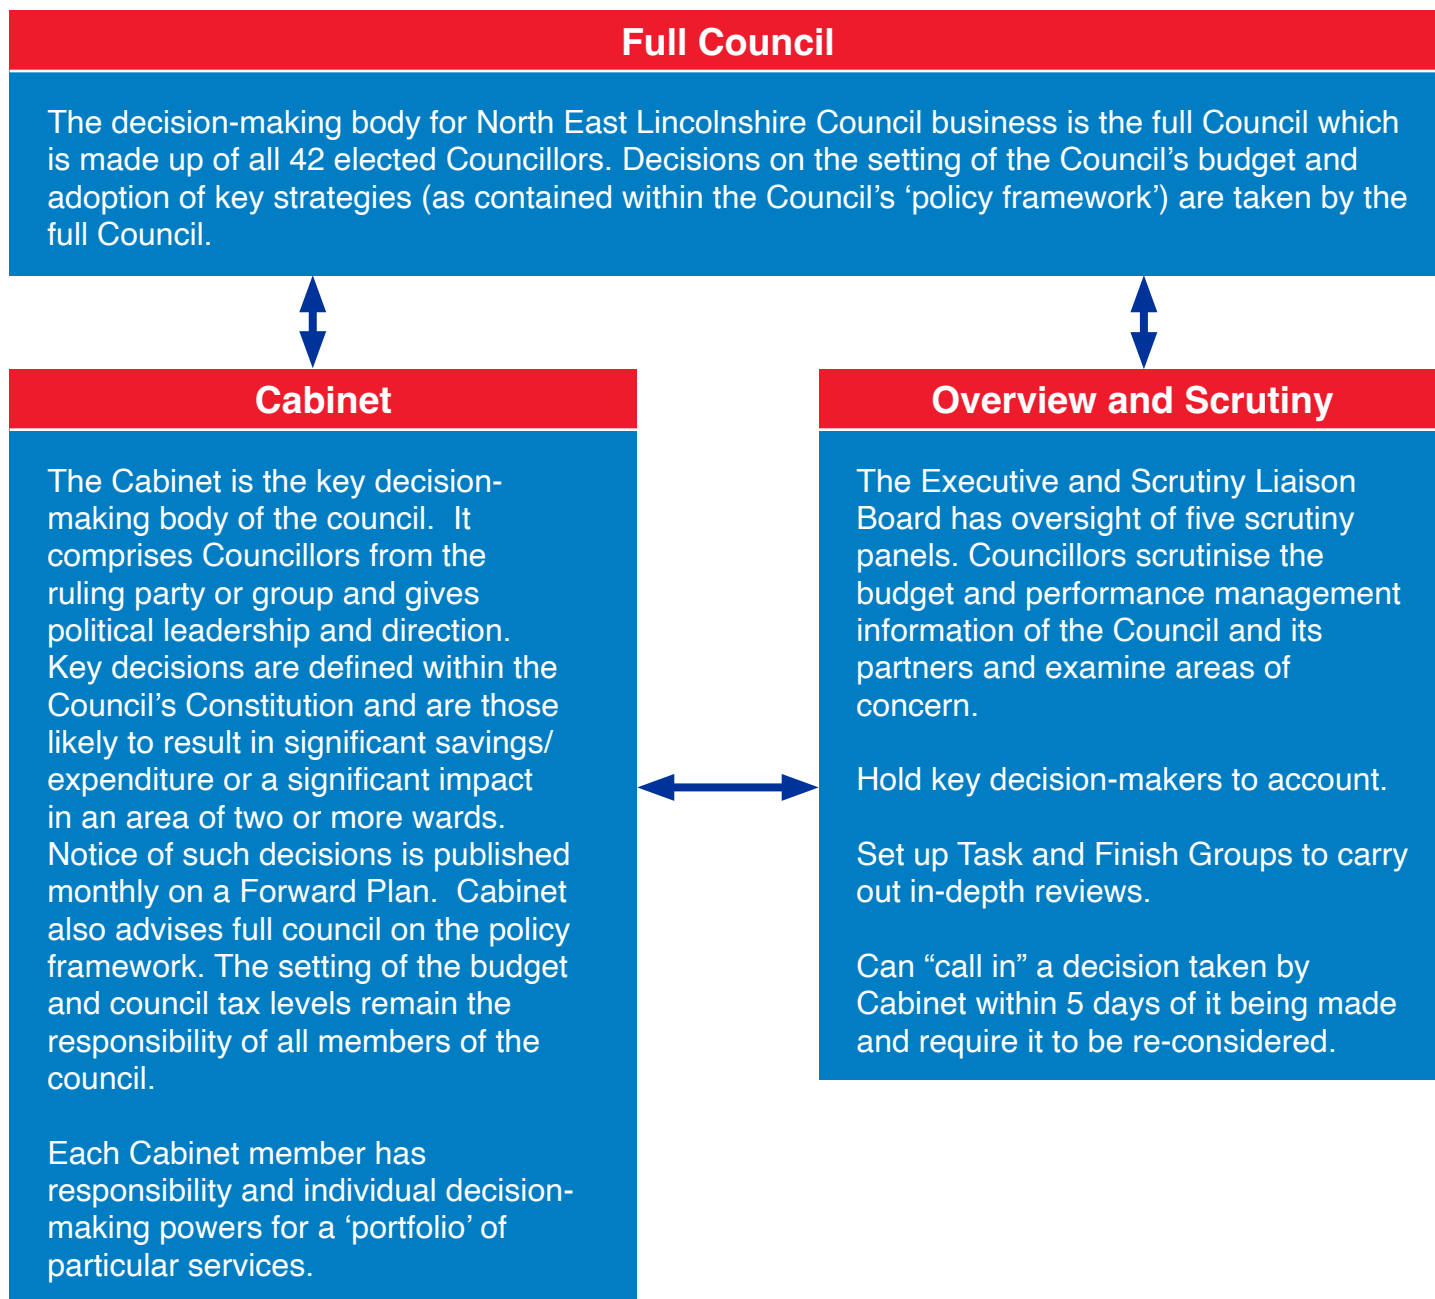 Full Council
The decision-making body for North East Lincolnshire Council business is the full Council which
is made up of all 42 elected Councillors. Decisions on the setting of the Council’s budget and
adoption of key strategies (as contained within the Council’s ‘policy framework’) are taken by the
full Council.
Cabinet
The Cabinet is the key decision-
making body of the council.  It
comprises Councillors from the
ruling party or group and gives
political leadership and direction.
Key decisions are defined within the
Council’s Constitution and are those
likely to result in significant savings/
expenditure or a significant impact
in an area of two or more wards.
Notice of such decisions is published
monthly on a Forward Plan.  Cabinet
also advises full council on the policy
framework. The setting of the budget
and council tax levels remain the
responsibility of all members of the
council.
Each Cabinet member has
responsibility and individual decision-
making powers for a ‘portfolio’ of
particular services.
Overview and Scrutiny
The Executive and Scrutiny Liaison
Board has oversight of five scrutiny
panels. Councillors scrutinise the
budget and performance management
information of the Council and its
partners and examine areas of
concern.
Hold key decision-makers to account.
Set up Task and Finish Groups to carry
out in-depth reviews.
Can “call in” a decision taken by
Cabinet within 5 days of it being made
and require it to be re-considered.